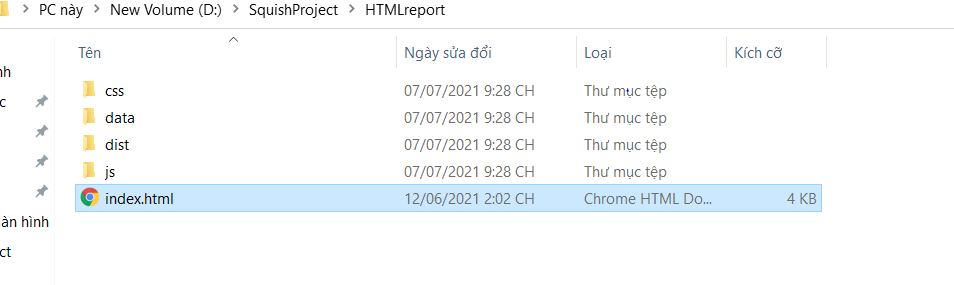 PC này > New Volume (D:) > SquishProject > HTMLreport
Tên Ngày sửa đổi Loại Kích cỡ
css 07/07/2021 9:28 CH Thư mục tệp
data 07/07/2021 9:28 CH Thư mục tệp
dist 07/07/2021 9:28 CH Thư mục tệp
js 07/07/2021 9:28 CH Thư mục tệp
index.html 12/06/2021 2:02 CH Chrome HTML Do... 4 KB
nh
c
àn hình
ct